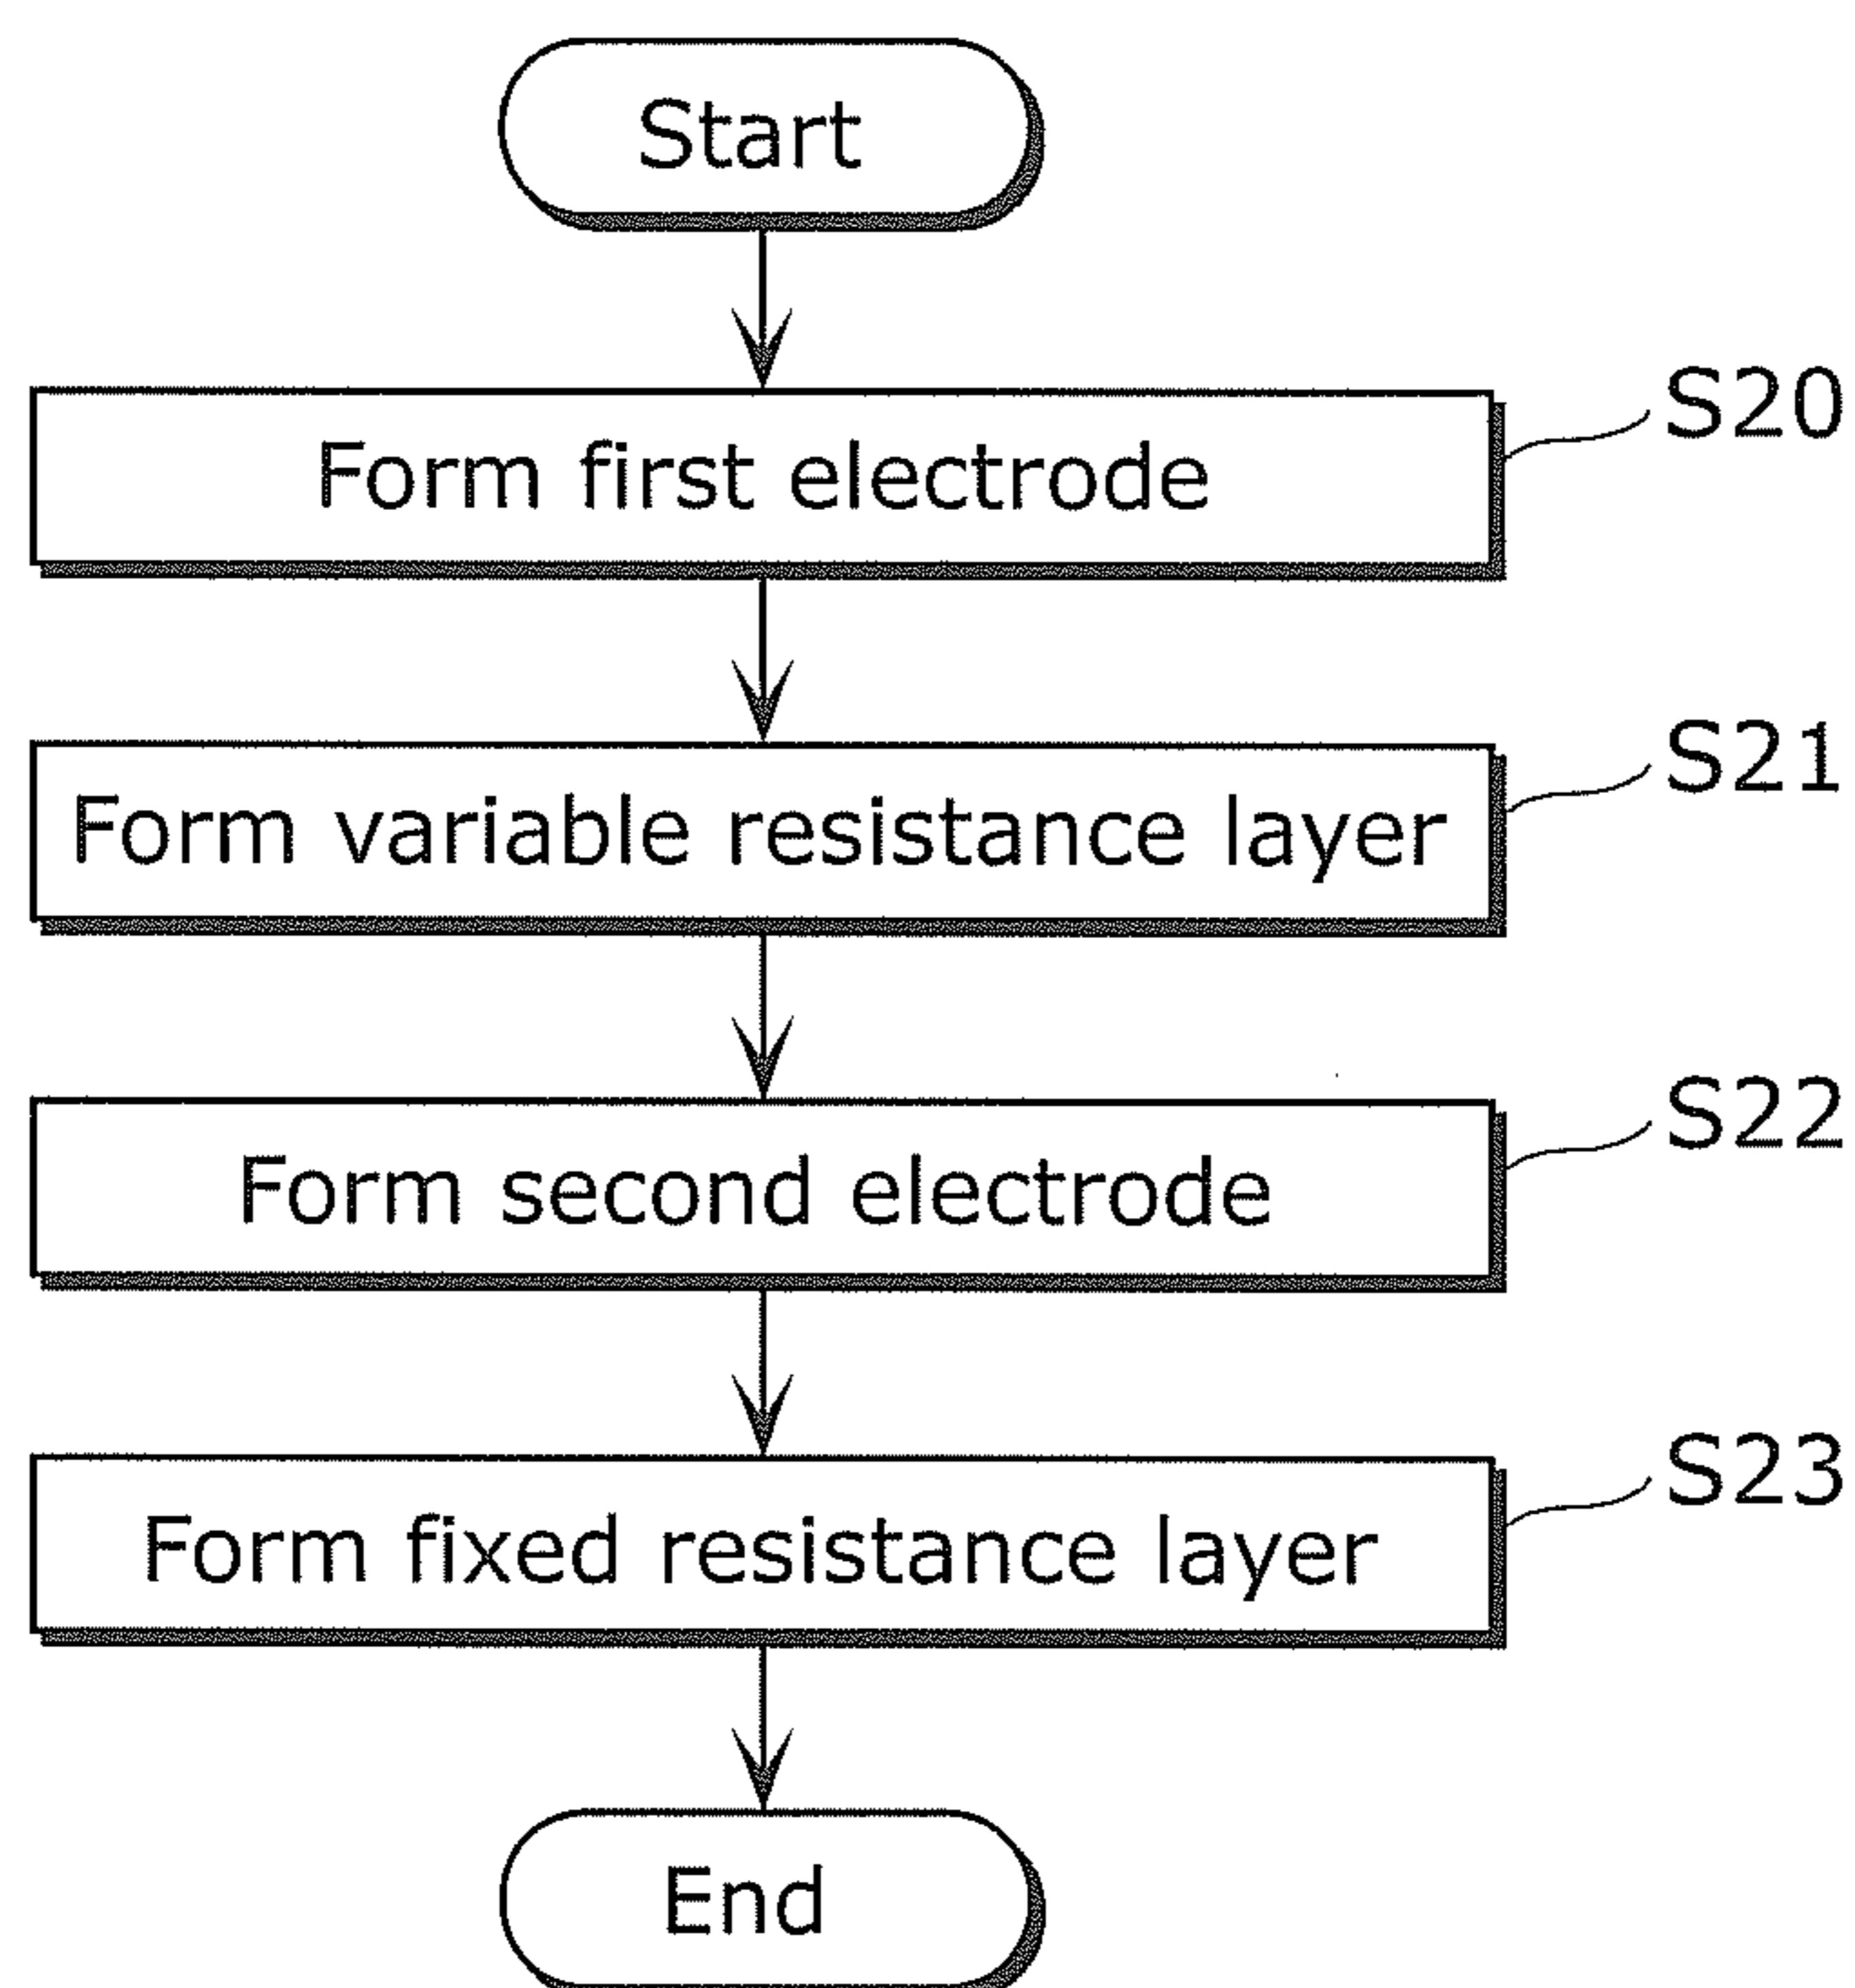 Start
Form first electrode
S20
Form variable resistance layer
S21
Form second electrode
S22
Form fixed resistance layer
S23
End